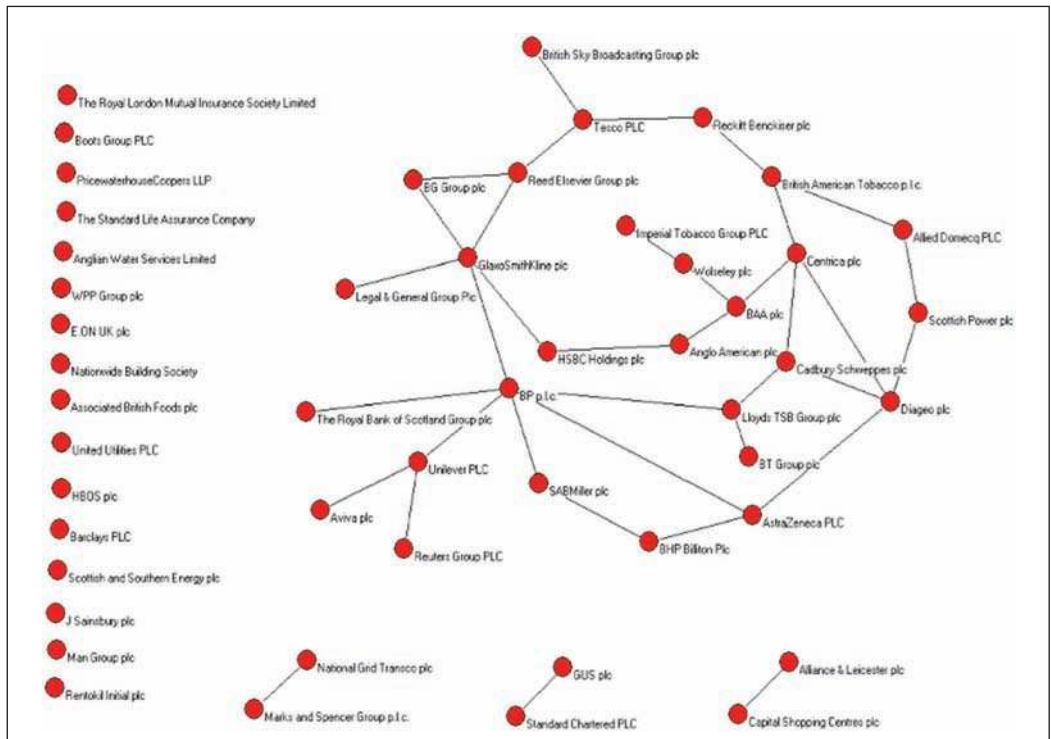 British Sky Broadcasting Group plc
The Royal London Mutual Insurance Society Limited
Tesco PLC
Reckitt Benckiser plc
Boots Group PLC
PricewaterhouseCoopers LLP
BG Group plc
Reed Elsevier Group plc
British American Tobacco p.l.c.
The Standard Life Assurance Company
Imperial Tobacco Group PLC
Allied Domecq PLC
Anglian Water Services Limited
GlaxoSmithKline plc
Centrica plc
Wolseley plc
WPP Group plc
Legal & General Group Plc
BAA plc
Scottish Power plc
E.ON UK plc
HSBC Holdings plc
Anglo American plc
Cadbury Schweppes plc
Nationwide Building Society
BP p.l.c.
Associated British Foods plc
The Royal Bank of Scotland Group plc
Lloyds TSB Group plc
Diageo plc
United Utilities PLC
Unilever PLC
BT Group plc
HBOS plc
SABMiller plc
Aviva plc
AstraZeneca PLC
Barclays PLC
Reuters Group PLC
BHP Billiton Plc
Scottish and Southern Energy plc
J Sainsbury plc
Man Group plc
National Grid Transco plc
GUS plc
Alliance & Leicester plc
Rentokil Initial plc
Marks and Spencer Group p.l.c.
Standard Chartered PLC
Capital Shopping Centres plc